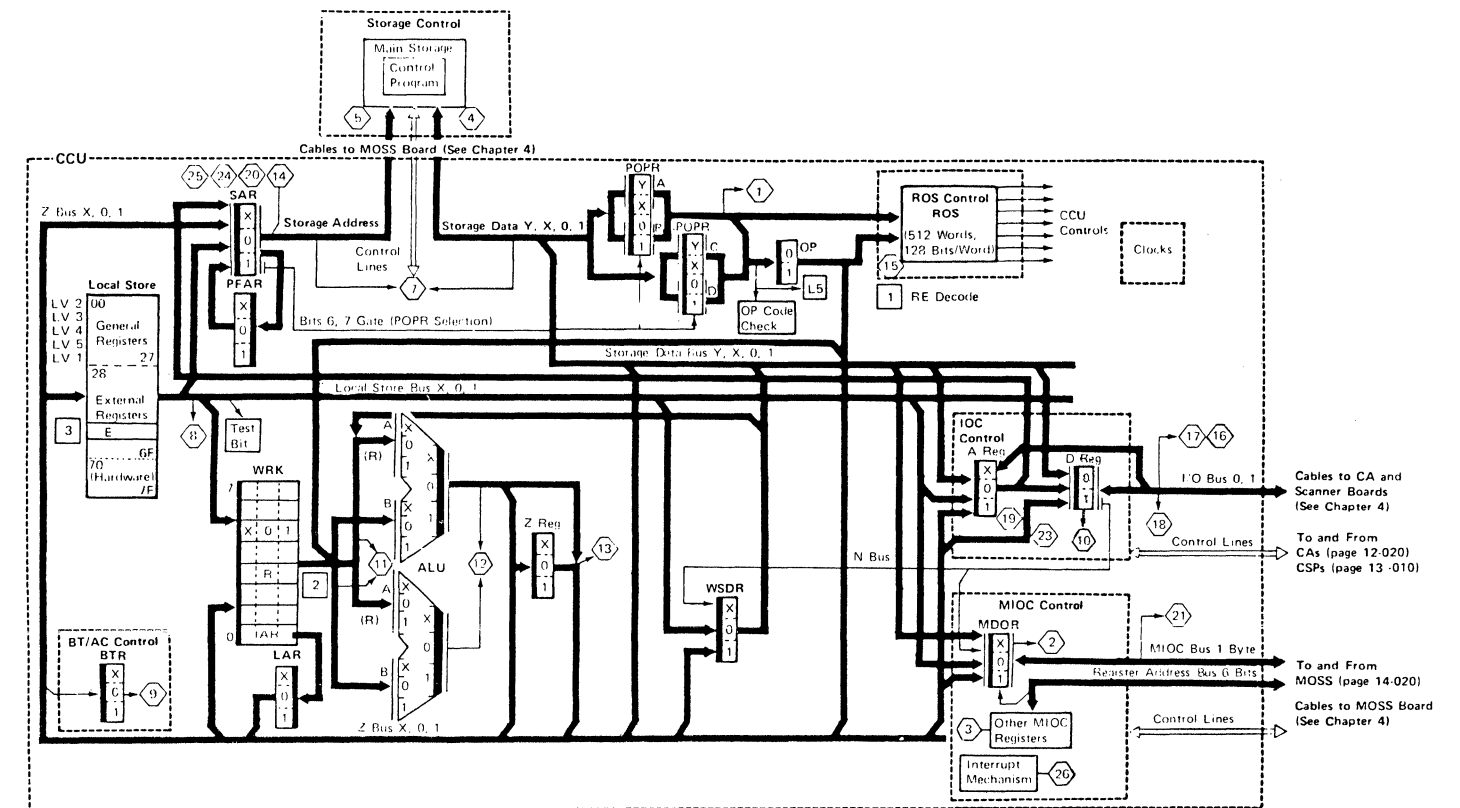 Storage Control
Main Storage
Control
Program
5
4
Cables to MOSS Board (See Chapter 4)
CCU
25 24 20 14
SAR
X
0
1
Z Bus X, 0, 1
Storage Address
Control
Lines
7
Storage Data Y, X, 0, 1
POPR
Y
X
0
1
A
B
POPR
Y
X
0
1
C
D
1
OP
0
1
L5
OP Code
Check
ROS Control
ROS
(512 Words,
128 Bits/Word)
15
1 RE Decode
CCU
Controls
Clocks
PFAR
X
0
1
Bits 6, 7 Gate (POPR Selection)
Local Store
LV 2
LV 3
LV 4
LV 5
LV 1
00
General
Registers
27
28
External
Registers
E
6F
70
(Hardware)
7F
3
8
Test
Bit
Storage Data Bus Y, X, 0, 1
Local Store Bus X, 0, 1
WRK
7
X 0 1
R
IAR
0
LAR
X
0
1
2
11
A
(R)
X
0
1
B
X
0
1
X
0
1
ALU
A
(R)
X
0
1
B
X
0
1
X
0
1
12
Z Reg
X
0
1
13
WSDR
X
0
1
N Bus
BT/AC Control
BTR
X
0
1
9
Z Bus X, 0, 1
IOC
Control
A Reg
X
0
1
D Reg
0
1
19
23
10
17 16
I/O Bus 0, 1
18
Cables to CA and
Scanner Boards
(See Chapter 4)
Control Lines
To and From
CAs (page 12-020)
CSPs (page 13-010)
MIOC Control
MDOR
X
0
1
2
21
MIOC Bus 1 Byte
Register Address Bus 6 Bits
To and From
MOSS (page 14-020)
Cables to MOSS Board
(See Chapter 4)
Control Lines
3
Other MIOC
Registers
Interrupt
Mechanism
26